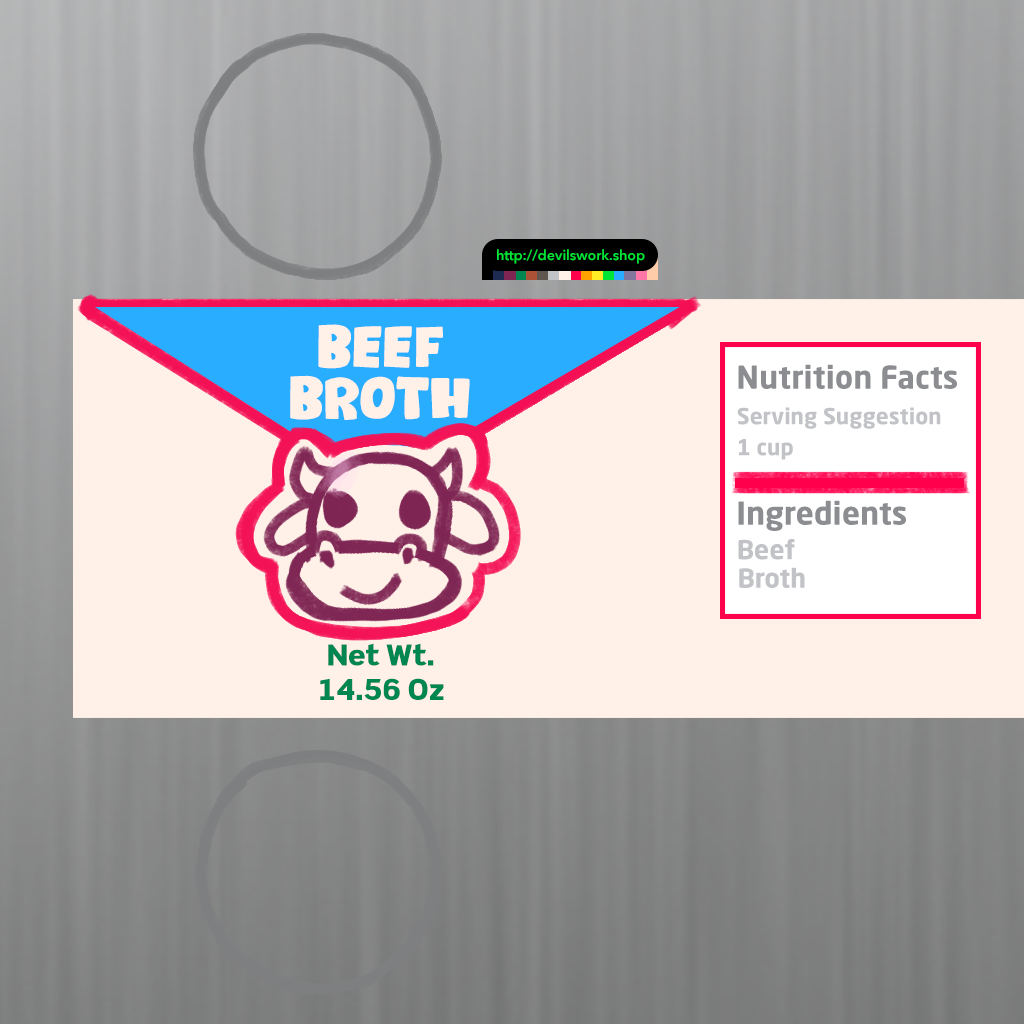 http://devilswork.shop
BEEF
BROTH
Net Wt.
14.56 Oz
Nutrition Facts
Serving Suggestion
1 cup
Ingredients
Beef
Broth